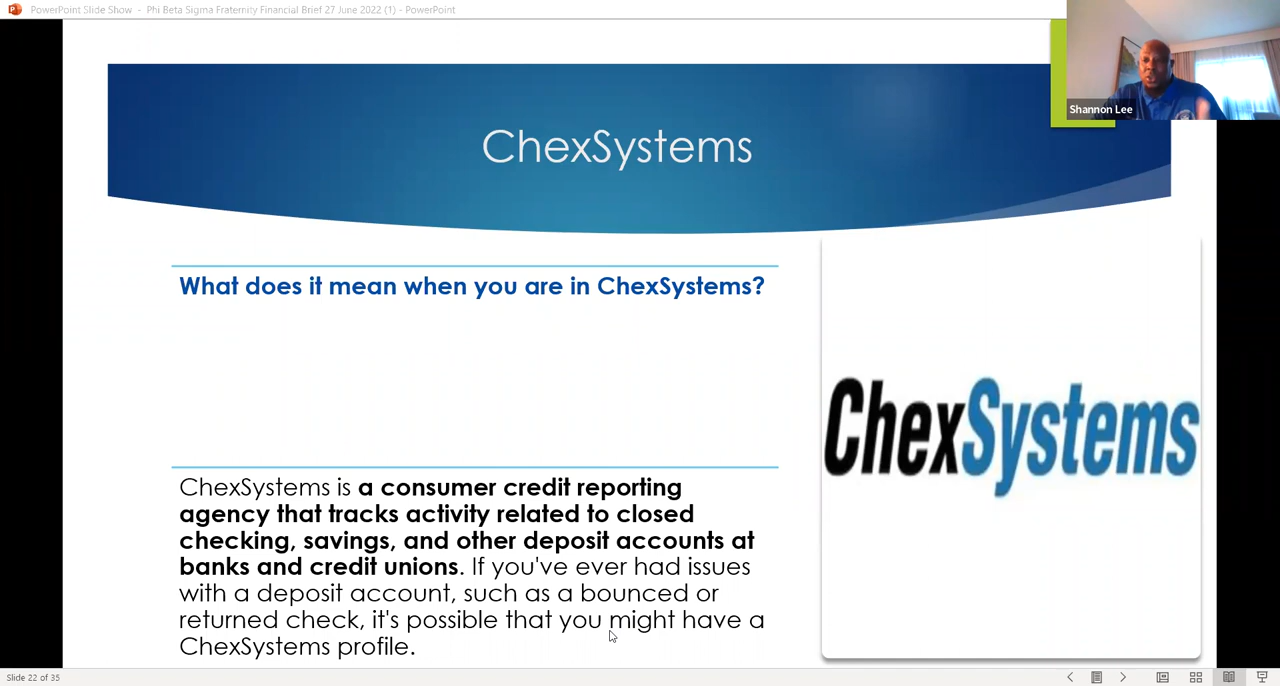 PowerPoint Slide Show - Phi Beta Sigma Fraternity Financial Brief 27 June 2022 (1) - PowerPoint
Shannon Lee
ChexSystems
What does it mean when you are in ChexSystems?
ChexSystems
ChexSystems is a consumer credit reporting
agency that tracks activity related to closed
checking, savings, and other deposit accounts at
banks and credit unions. If you've ever had issues
with a deposit account, such as a bounced or
returned check, it's possible that you might have a
ChexSystems profile.
Slide 22 of 35